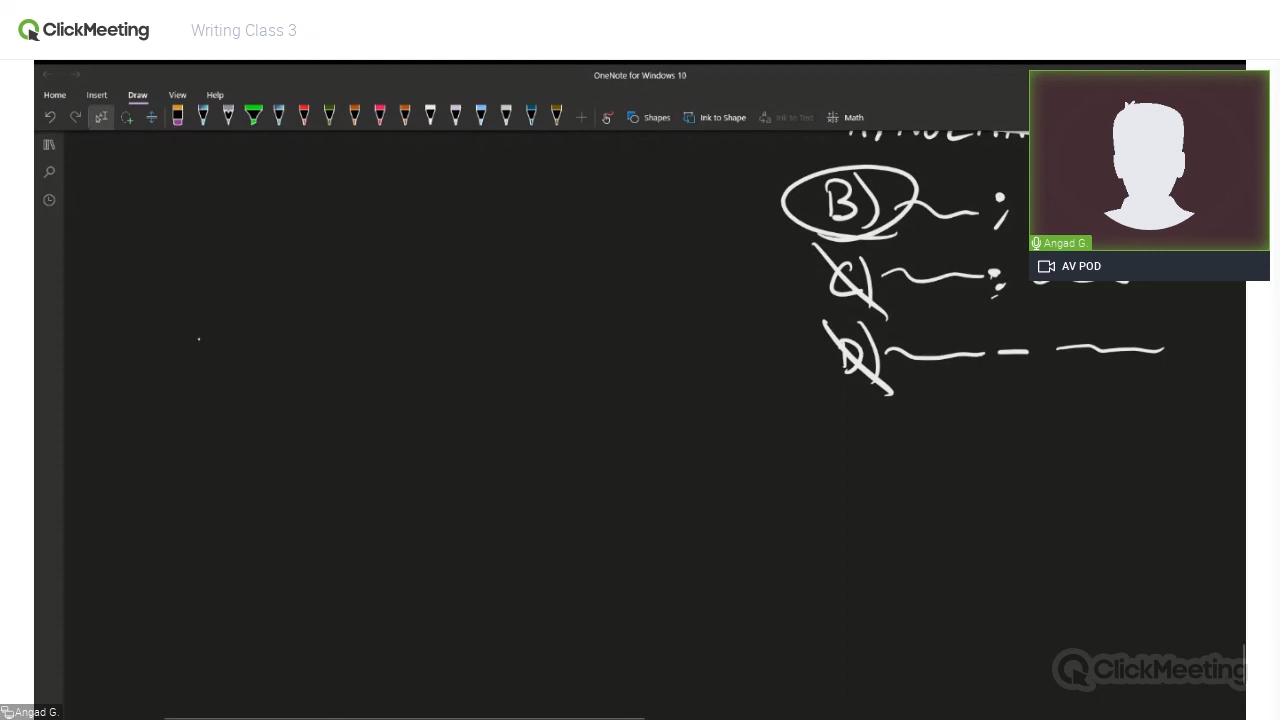 ClickMeeting Writing Class 3
OneNote for Windows 10
Home Insert Draw View Help
Shapes Ink to Shape Ink to Text Math
B) ;
C) :
D) –
Angad G.
AV POD
ClickMeeting
Angad G.